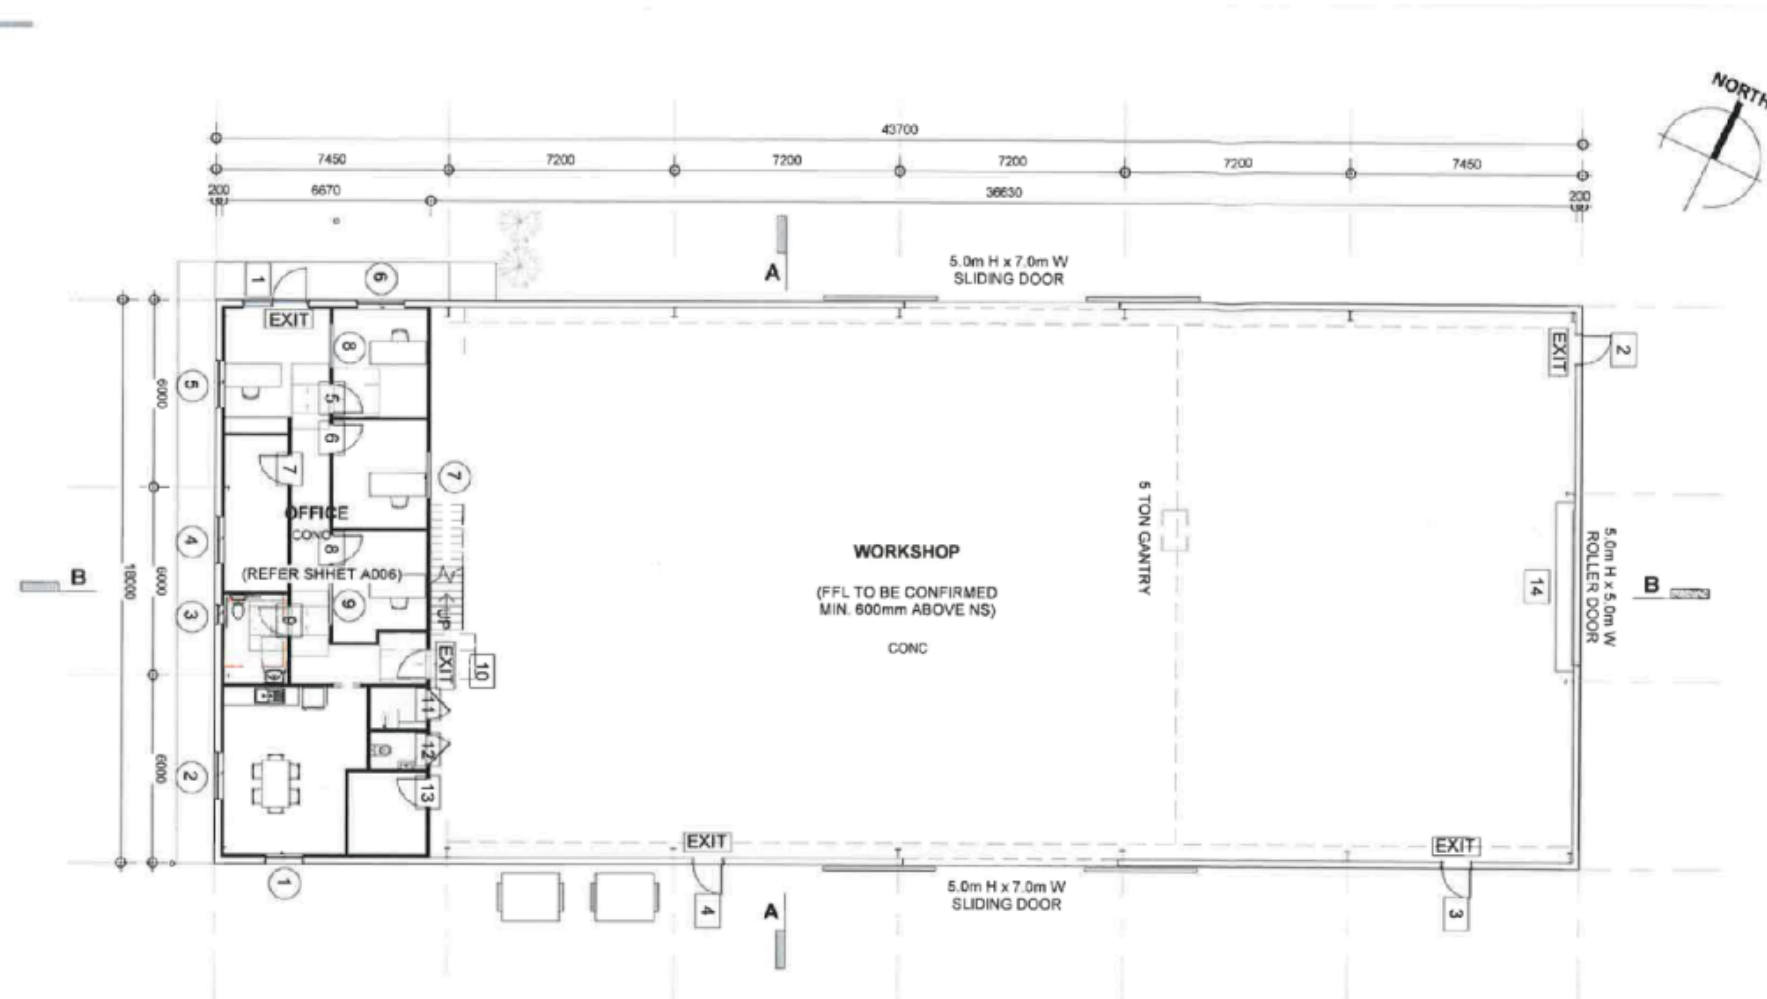 NORTH
43700
7450 7200 7200 7200 7200 7450
200 6670 36630 200
A
5.0m H x 7.0m W
SLIDING DOOR
1
6
EXIT
8
5
5
6
7
7
6000
EXIT
2
OFFICE
CONC
8
(REFER SHHET A006)
4
9
3
9
UP
EXIT
10
11
12
13
2
1
B
18000
6000
6000
WORKSHOP
(FFL TO BE CONFIRMED
MIN. 600mm ABOVE NS)
CONC
5 TON GANTRY
14
5.0m H x 5.0m W
ROLLER DOOR
B
EXIT
4
A
5.0m H x 7.0m W
SLIDING DOOR
EXIT
3